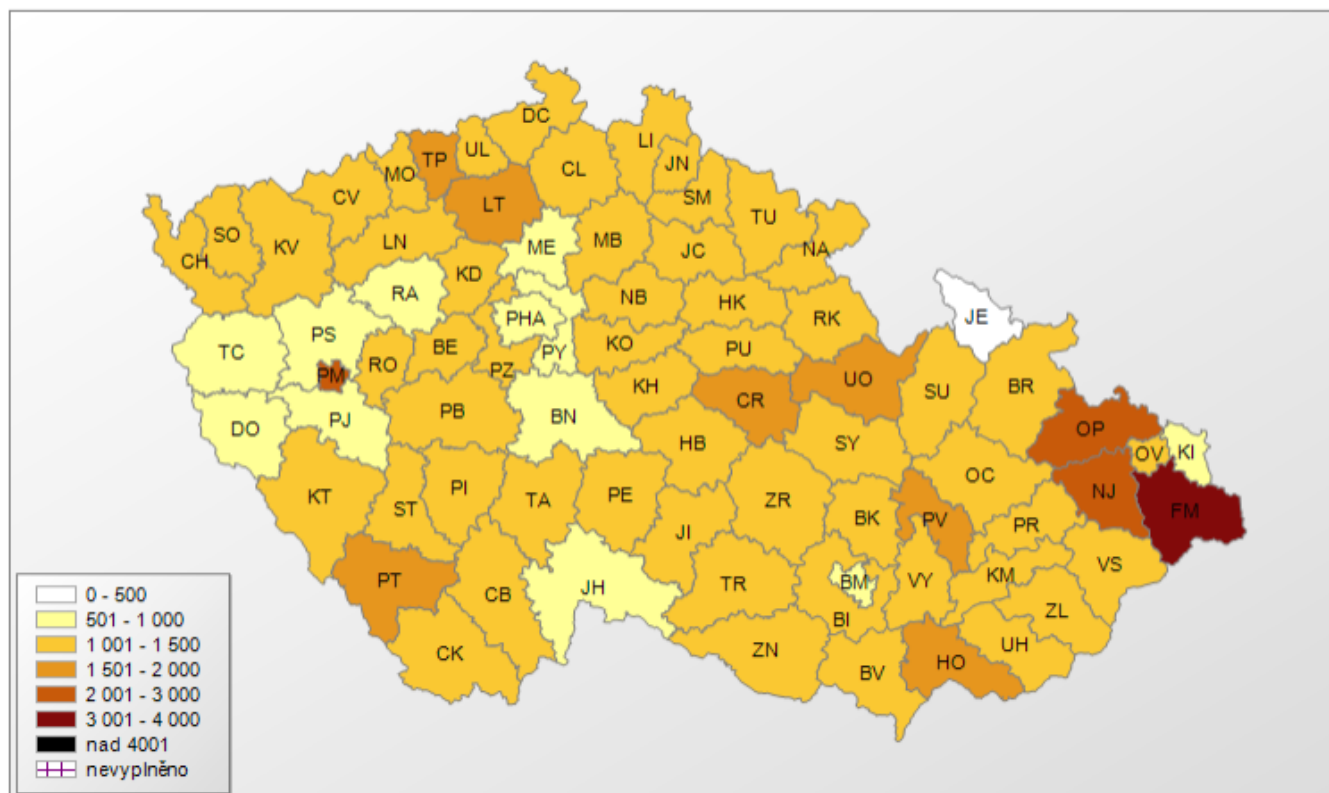 DC
LI
UL
TP
JN
MO
CL
CV
SM
LT
TU
SO
KV
LN
ME
MB
JC
NA
CH
KD
RA
NB
HK
PHA
RK
JE
PS
TC
RO
BE
PY
KO
PU
PZ
PM
KH
UO
SU
BR
CR
PB
BN
DO
PJ
OP
HB
SY
OV
KI
OC
NJ
KT
PI
TA
PE
ZR
FM
ST
BK
PV
PR
JI
VS
PT
CB
JH
TR
BM
VY
KM
ZL
BI
CK
ZN
HO
UH
BV
0 - 500
501 - 1 000
1 001 - 1 500
1 501 - 2 000
2 001 - 3 000
3 001 - 4 000
nad 4001
nevyplněno